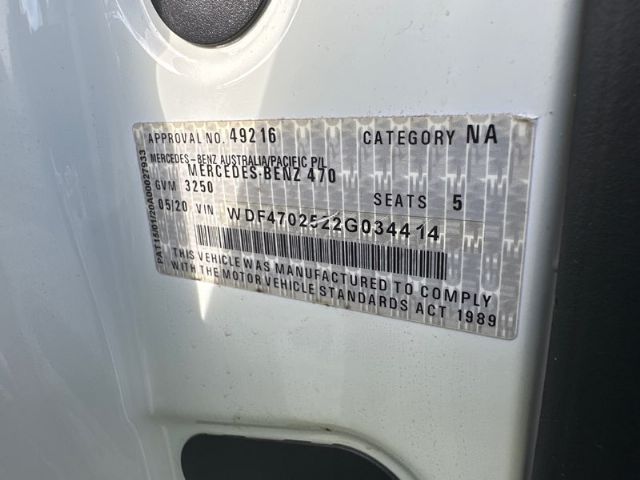 APPROVAL NO. 49216 CATEGORY NA
MERCEDES-BENZ AUSTRALIA/PACIFIC P/L
MERCEDES-BENZ 470
GVM 3250 SEATS 5
05/20 VIN WDF4702522G034414
THIS VEHICLE WAS MANUFACTURED TO COMPLY
WITH THE MOTOR VEHICLE STANDARDS ACT 1989